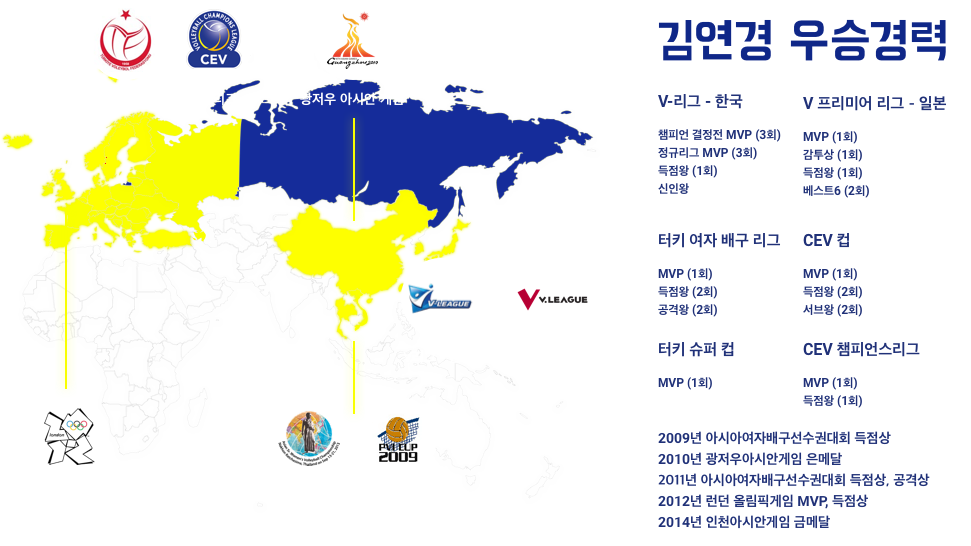 VOLLEYBALL CHAMPIONS LEAGUE
CEV
Guangzhou 2010
광저우 아시안 게임
V-LEAGUE
V.LEAGUE
london
PVL CUP
2009
김연경 우승경력
V-리그 - 한국
챔피언 결정전 MVP (3회)
정규리그 MVP (3회)
득점왕 (1회)
신인왕
V 프리미어 리그 - 일본
MVP (1회)
감투상 (1회)
득점왕 (1회)
베스트6 (2회)
터키 여자 배구 리그
MVP (1회)
득점왕 (2회)
공격왕 (2회)
CEV 컵
MVP (1회)
득점왕 (2회)
서브왕 (2회)
터키 슈퍼 컵
MVP (1회)
CEV 챔피언스리그
MVP (1회)
득점왕 (1회)
2009년 아시아여자배구선수권대회 득점상
2010년 광저우아시안게임 은메달
2011년 아시아여자배구선수권대회 득점상, 공격상
2012년 런던 올림픽게임 MVP, 득점상
2014년 인천아시안게임 금메달